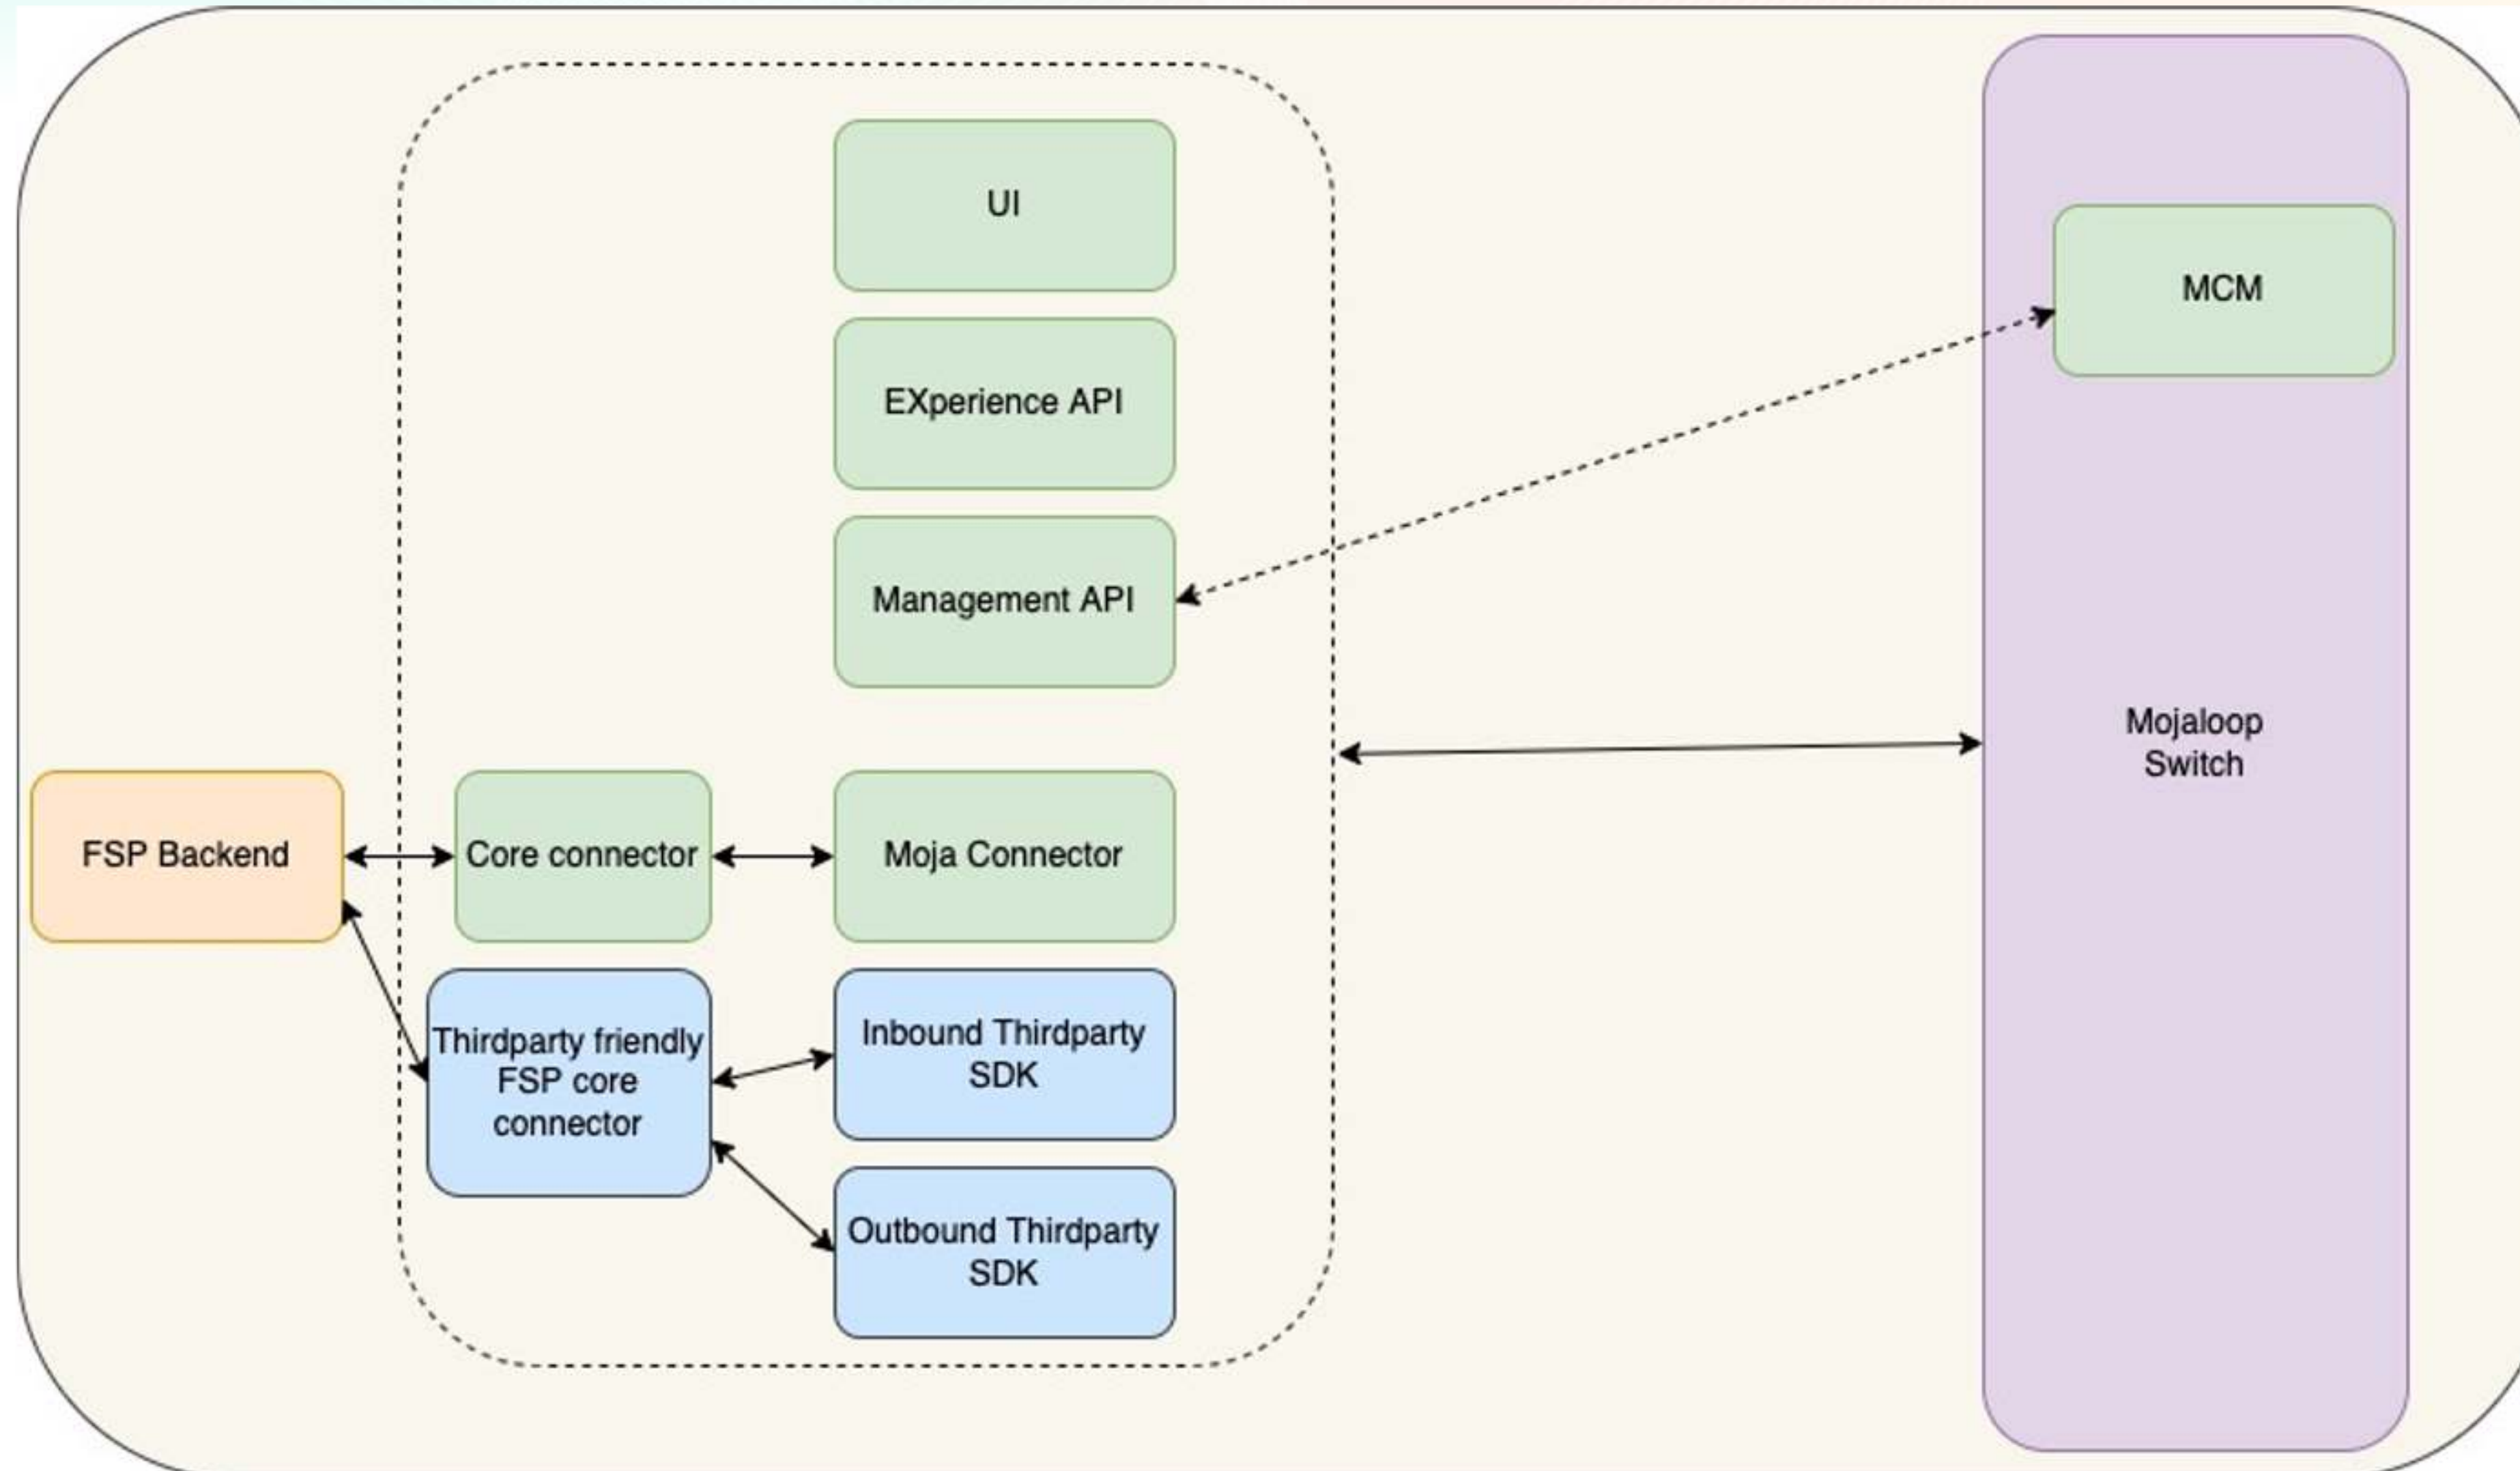 UI
MCM
EXperience API
Management API
Mojaloop
Switch
FSP Backend
Core connector
Moja Connector
Thirdparty friendly
FSP core
connector
Inbound Thirdparty
SDK
Outbound Thirdparty
SDK